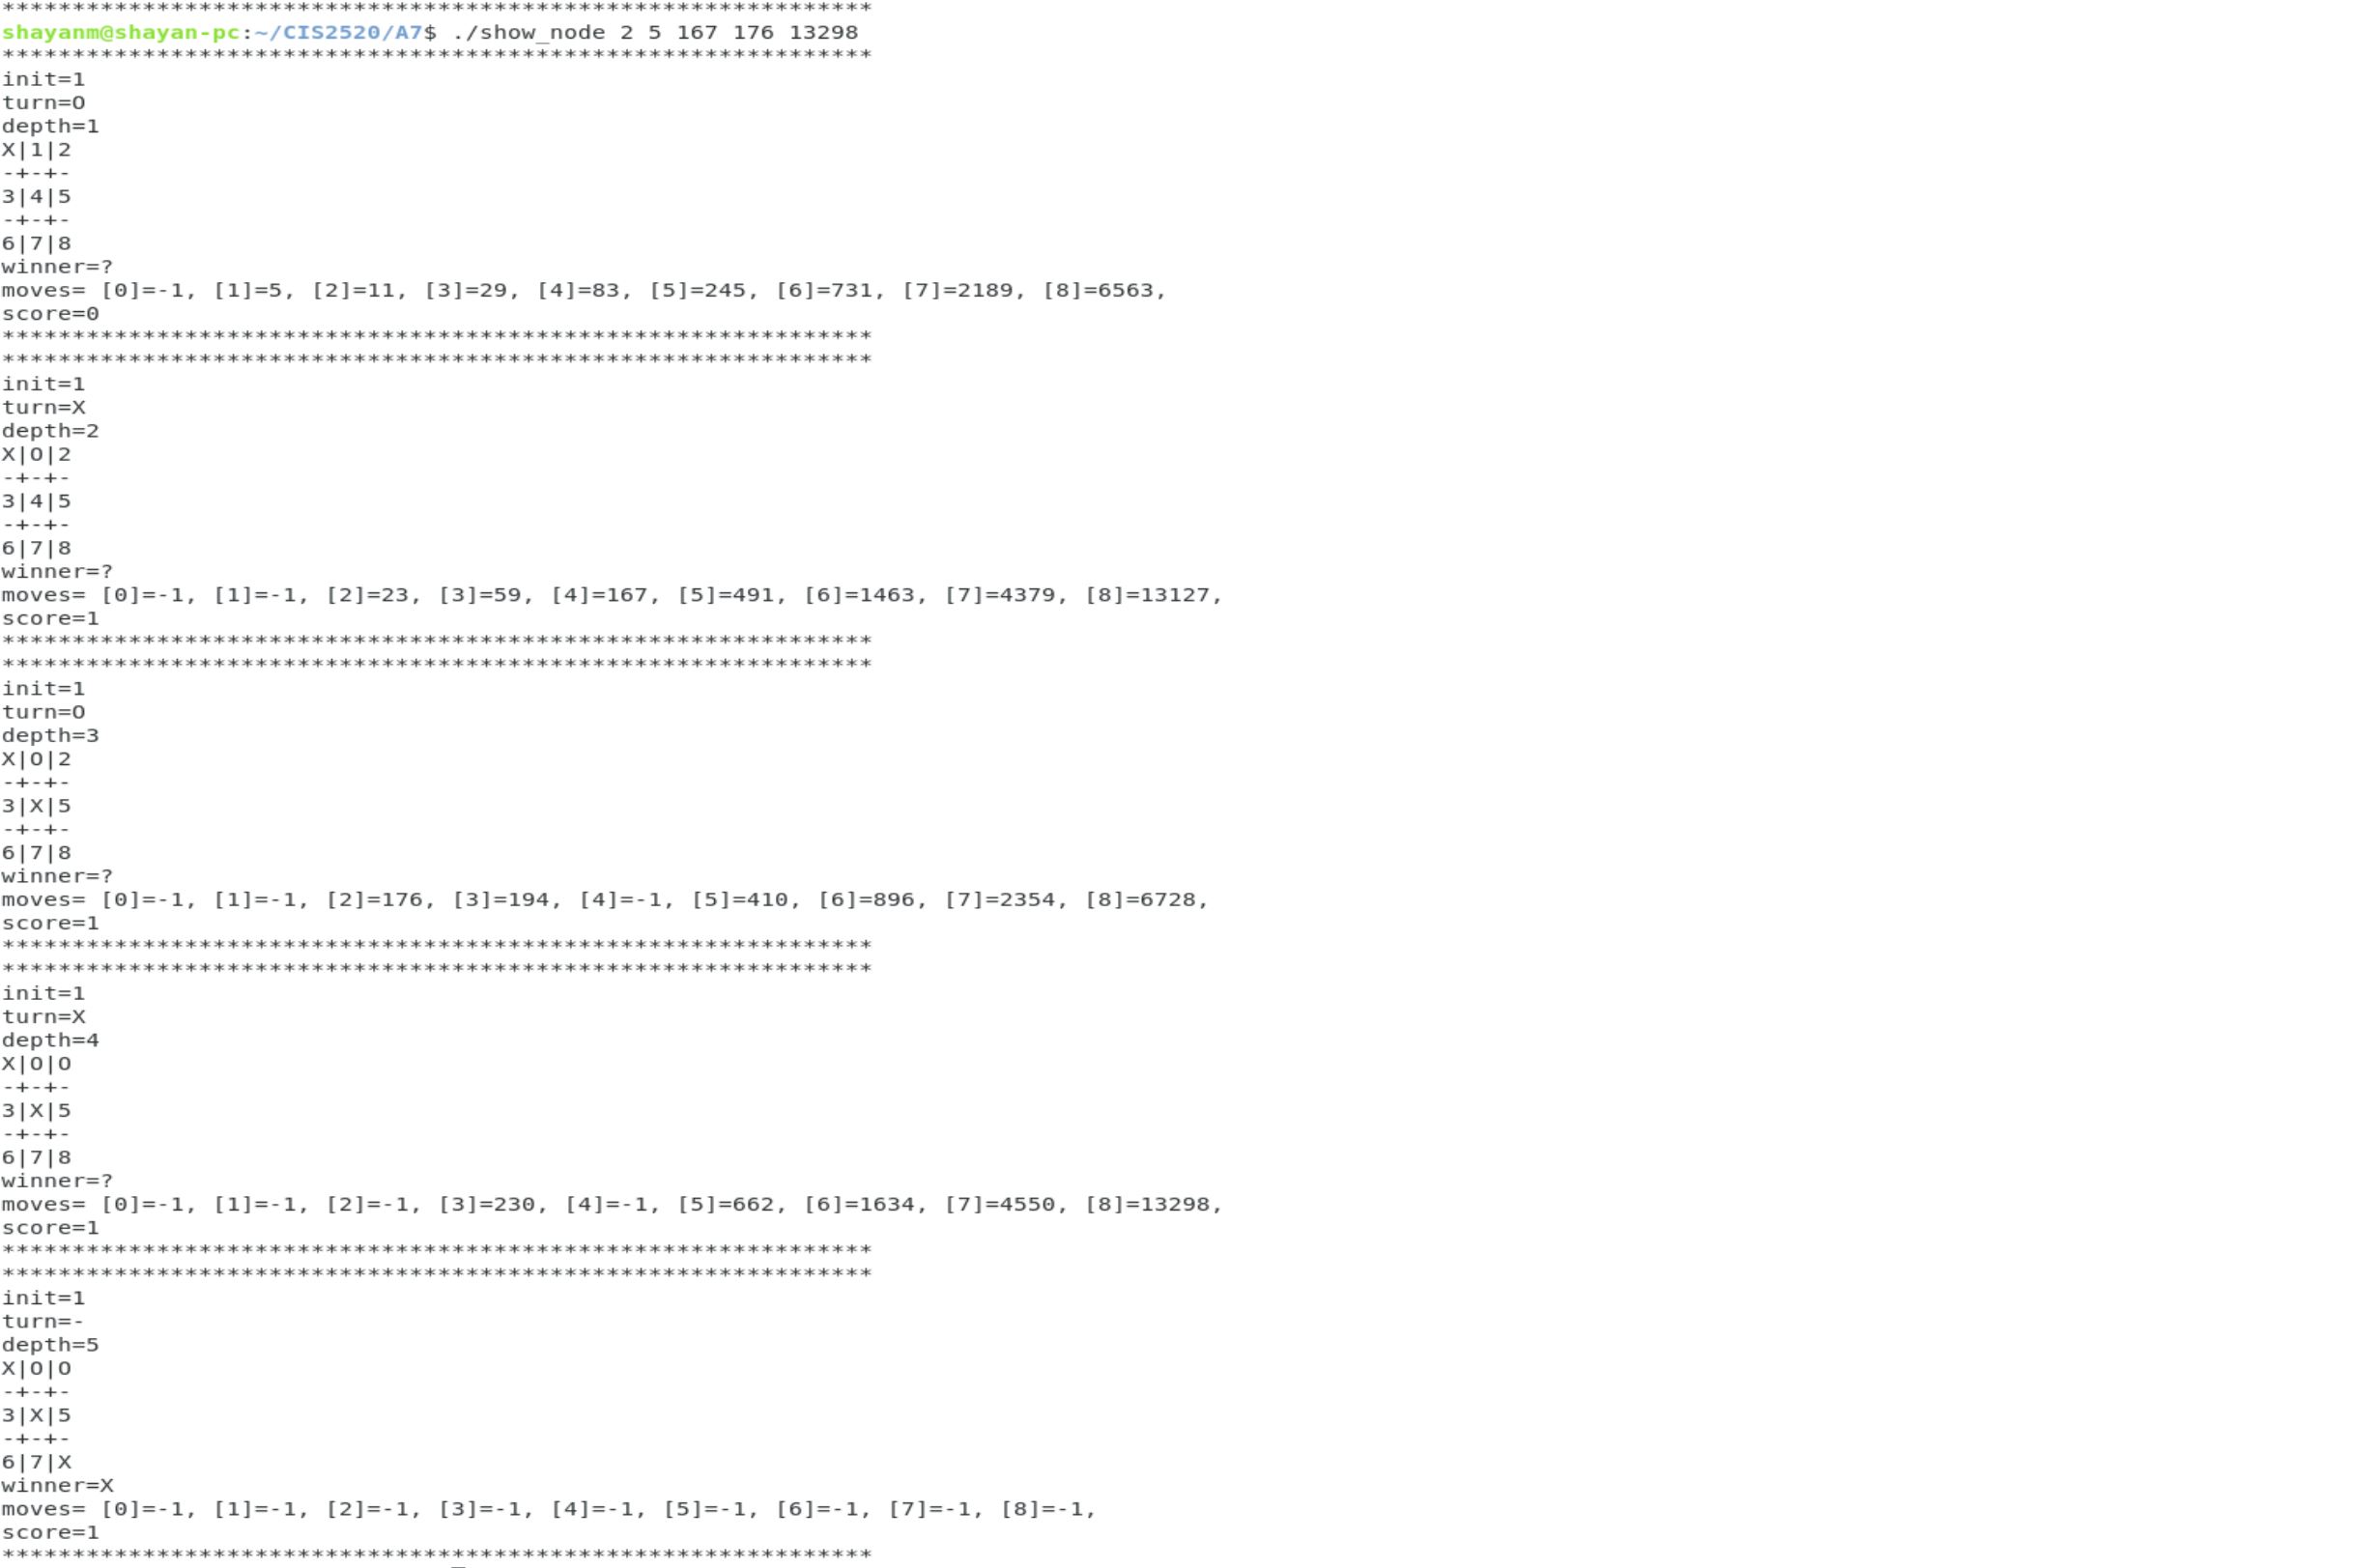 **************************************************************
shayanm@shayan-pc:~/CIS2520/A7$ ./show_node 2 5 167 176 13298
**************************************************************
init=1
turn=O
depth=1
X|1|2
-+-+-
3|4|5
-+-+-
6|7|8
winner=?
moves= [0]=-1, [1]=5, [2]=11, [3]=29, [4]=83, [5]=245, [6]=731, [7]=2189, [8]=6563,
score=0
**************************************************************
**************************************************************
init=1
turn=X
depth=2
X|O|2
-+-+-
3|4|5
-+-+-
6|7|8
winner=?
moves= [0]=-1, [1]=-1, [2]=23, [3]=59, [4]=167, [5]=491, [6]=1463, [7]=4379, [8]=13127,
score=1
**************************************************************
**************************************************************
init=1
turn=O
depth=3
X|O|2
-+-+-
3|X|5
-+-+-
6|7|8
winner=?
moves= [0]=-1, [1]=-1, [2]=176, [3]=194, [4]=-1, [5]=410, [6]=896, [7]=2354, [8]=6728,
score=1
**************************************************************
**************************************************************
init=1
turn=X
depth=4
X|O|O
-+-+-
3|X|5
-+-+-
6|7|8
winner=?
moves= [0]=-1, [1]=-1, [2]=-1, [3]=230, [4]=-1, [5]=662, [6]=1634, [7]=4550, [8]=13298,
score=1
**************************************************************
**************************************************************
init=1
turn=-
depth=5
X|O|O
-+-+-
3|X|5
-+-+-
6|7|X
winner=X
moves= [0]=-1, [1]=-1, [2]=-1, [3]=-1, [4]=-1, [5]=-1, [6]=-1, [7]=-1, [8]=-1,
score=1
**************************************************************